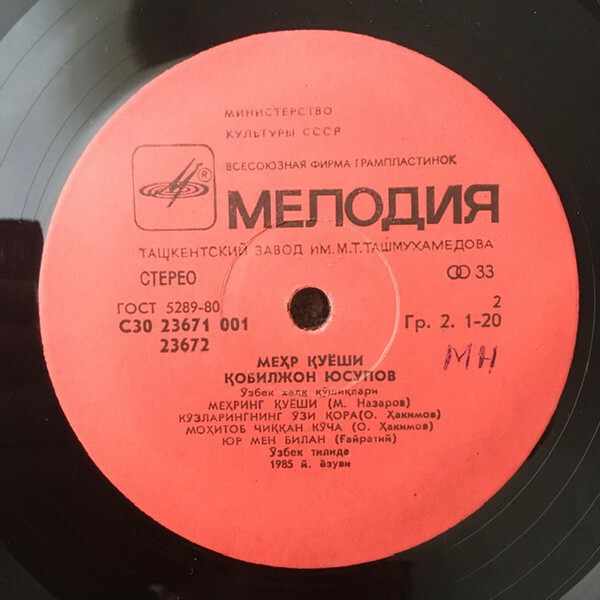 МИНИСТЕРСТВО
КУЛЬТУРЫ СССР
ВСЕСОЮЗНАЯ ФИРМА ГРАМПЛАСТИНОК
®
МЕЛОДИЯ
ТАШКЕНТСКИЙ ЗАВОД ИМ. М.Т. ТАШМУХАМЕДОВА
СТЕРЕО
33
ГОСТ 5289-80
2
С30 23671 001
Гр. 2. 1-20
23672
МН
МЕҲР ҚУЁШИ
ҚОБИЛЖОН ЮСУПОВ
Ўзбек халқ қўшиқлари
МЕҲРИНГ ҚУЁШИ (М. Назаров)
КЎЗЛАРИНГНИНГ ЎЗИ ҚОРА(О. Ҳакимов)
МОҲИТОБ ЧИҚҚАН КЎЧА (О. Ҳакимов)
ЮР МЕН БИЛАН (Ғайратий)
Ўзбек тилида
1985 й. ёзуви